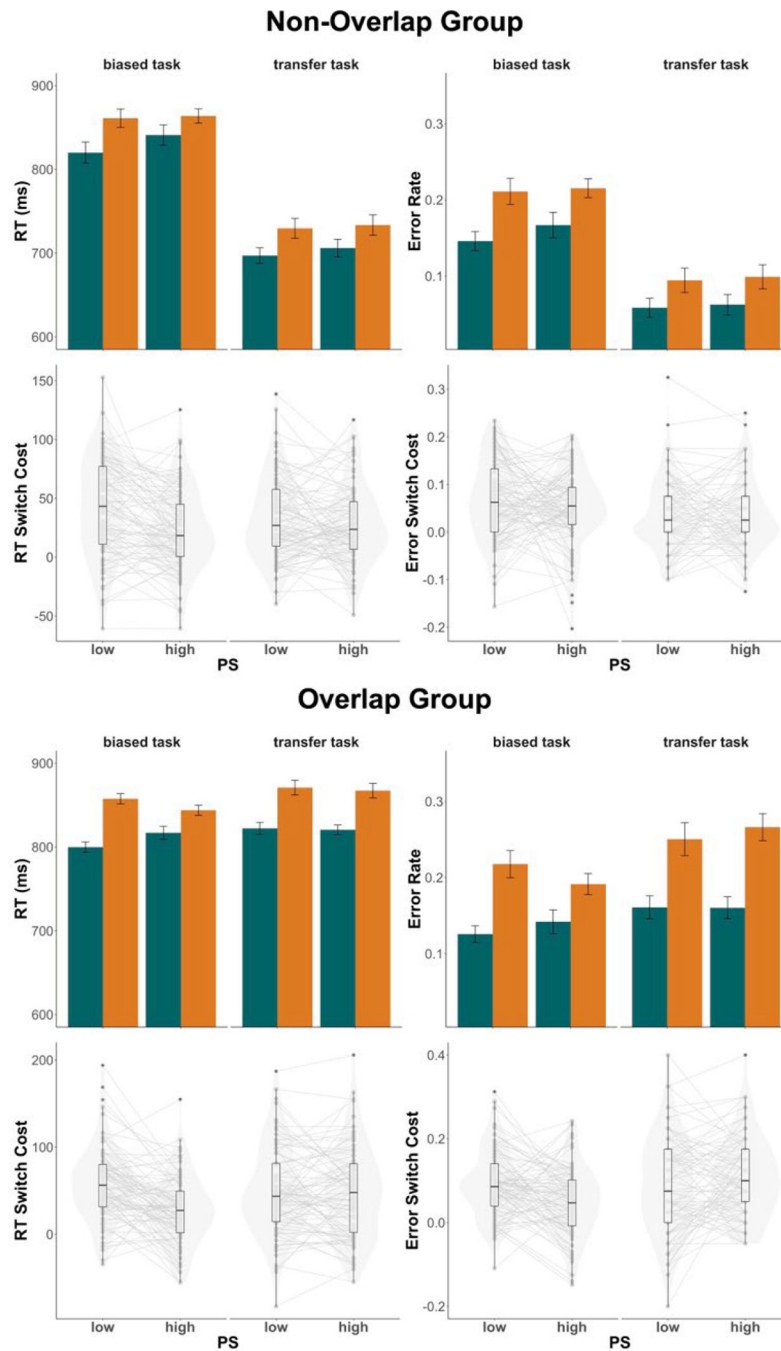 Non-Overlap Group
biased task transfer task biased task transfer task
RT (ms)
900
800
700
600
Error Rate
0.3
0.2
0.1
RT Switch Cost
150
100
50
0
-50
Error Switch Cost
0.3
0.2
0.1
0.0
-0.1
-0.2
low high low high low high low high
PS PS
Overlap Group
biased task transfer task biased task transfer task
RT (ms)
900
800
700
600
Error Rate
0.3
0.2
0.1
RT Switch Cost
200
100
0
Error Switch Cost
0.4
0.2
0.0
-0.2
low high low high low high low high
PS PS